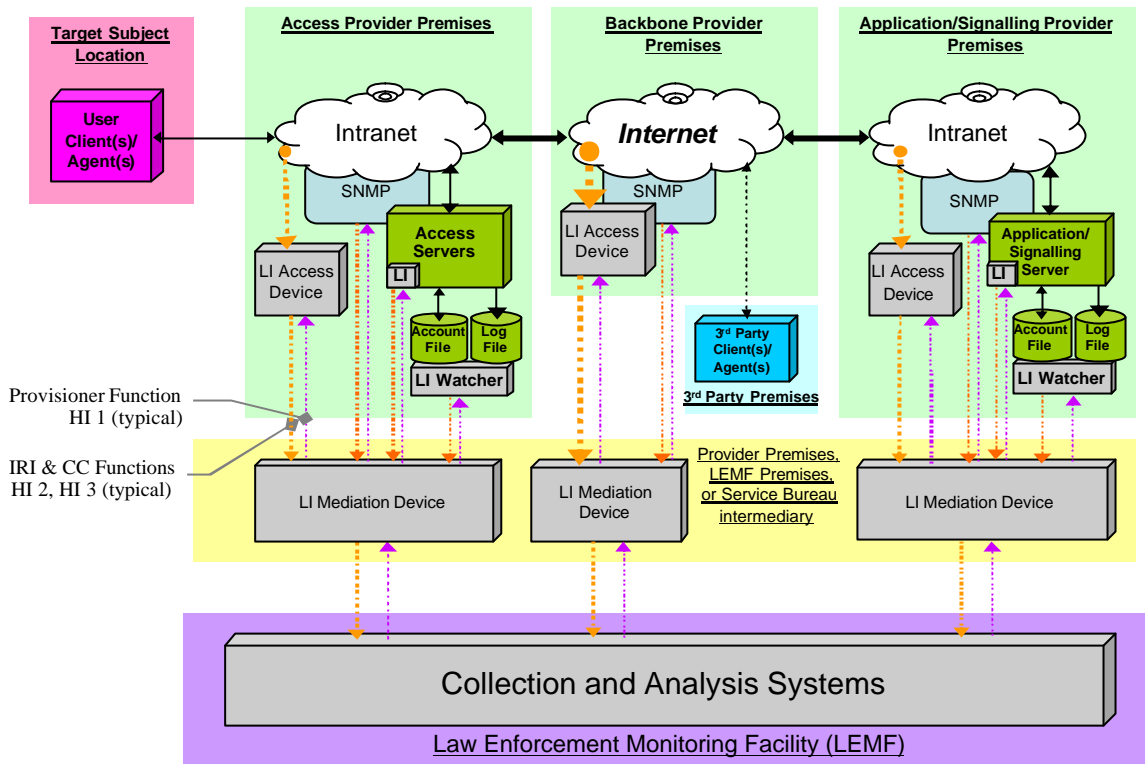 Target Subject
Location
User
Client(s)/
Agent(s)
Access Provider Premises
Intranet
SNMP
Access
Servers
LI
LI Access
Device
Account
File
Log
File
LI Watcher
Backbone Provider
Premises
Internet
SNMP
LI Access
Device
3rd Party
Client(s)/
Agent(s)
3rd Party Premises
Application/Signalling Provider
Premises
Intranet
SNMP
Application/
Signalling
Server
LI
LI Access
Device
Account
File
Log
File
LI Watcher
Provisioner Function
HI 1 (typical)
IRI & CC Functions
HI 2, HI 3 (typical)
LI Mediation Device
LI Mediation
Device
Provider Premises,
LEMF Premises,
or Service Bureau
intermediary
LI Mediation Device
Collection and Analysis Systems
Law Enforcement Monitoring Facility (LEMF)